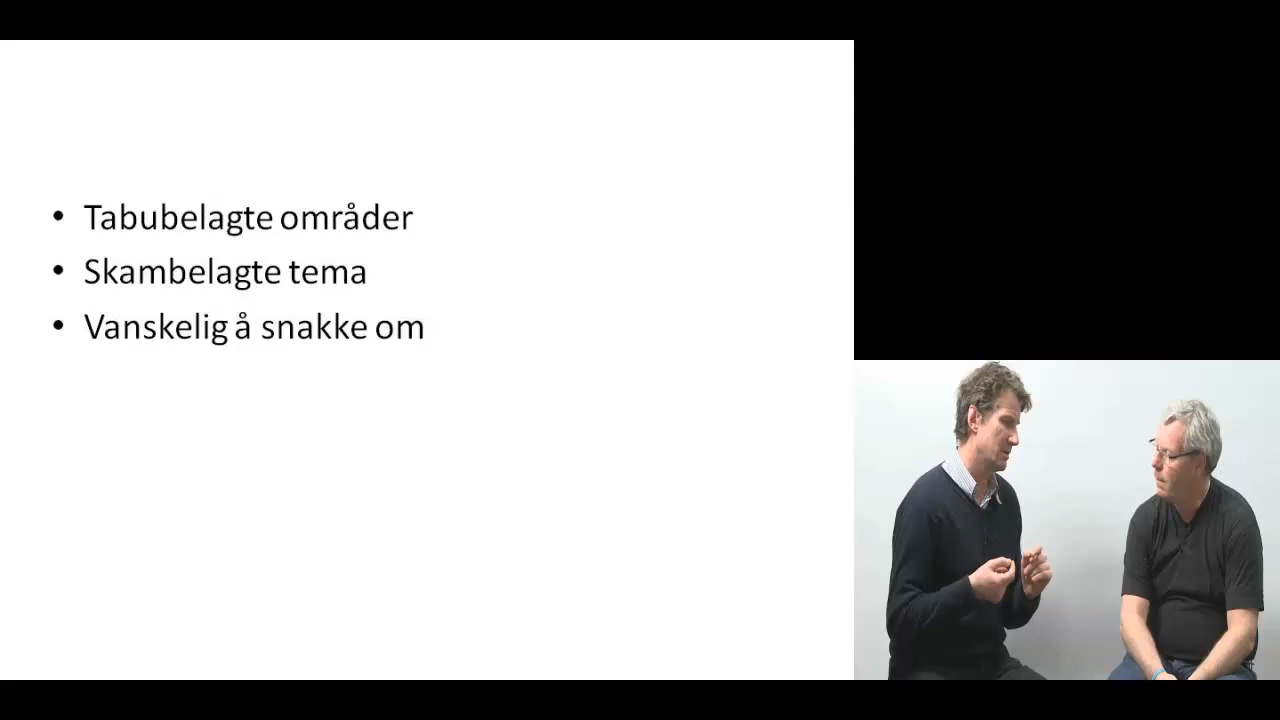 • Tabubelagte områder
• Skambelagte tema
• Vanskelig å snakke om